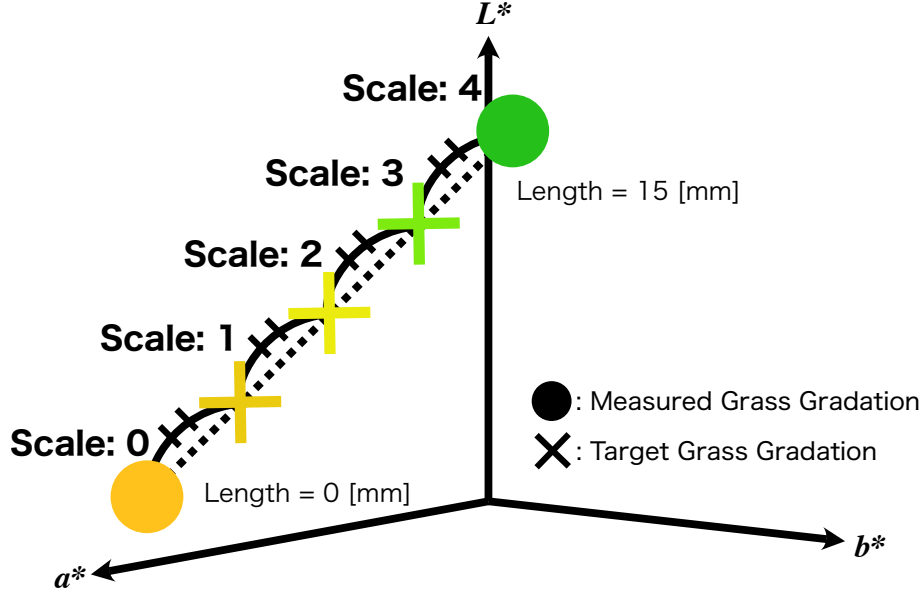 L*
Scale: 4
Scale: 3
Length = 15 [mm]
Scale: 2
Scale: 1
: Measured Grass Gradation
Scale: 0
: Target Grass Gradation
Length = 0 [mm]
b*
a*